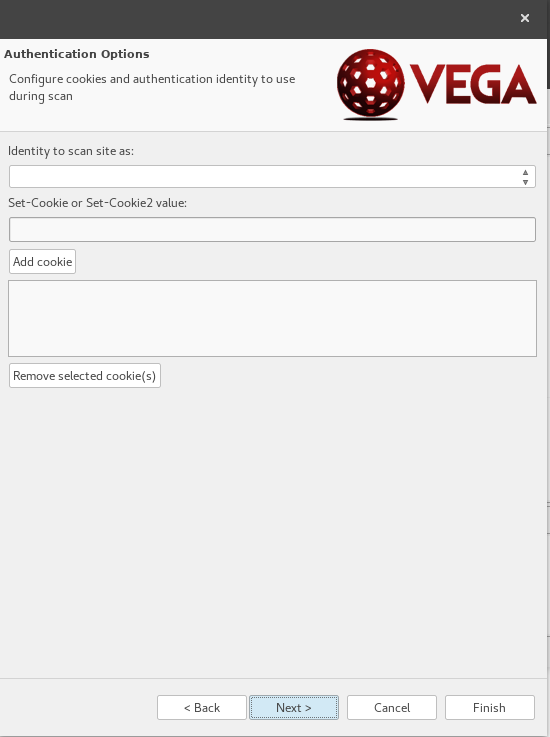 Authentication Options
Configure cookies and authentication identity to use
during scan
VEGA
Identity to scan site as:
Set-Cookie or Set-Cookie2 value:
Add cookie
Remove selected cookie(s)
< Back Next > Cancel Finish